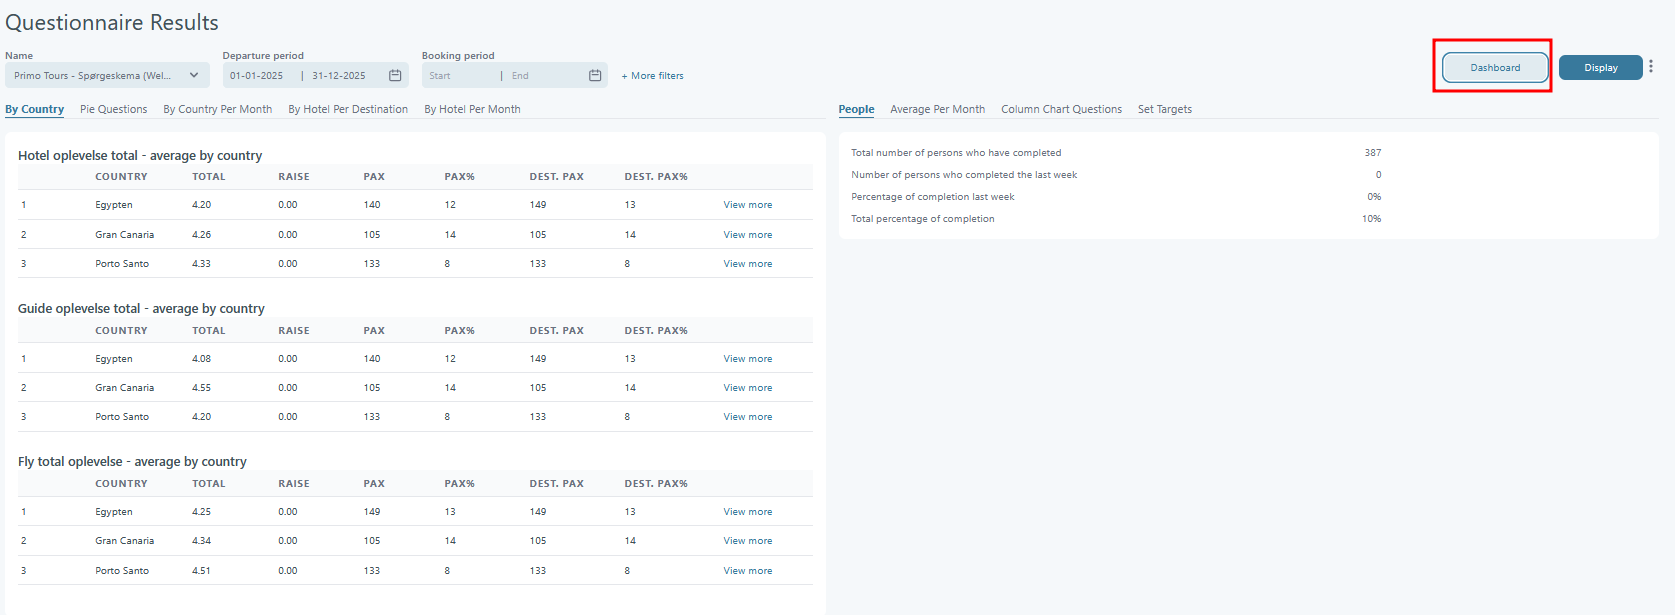 Questionnaire Results
Name
Departure period
Booking period
Primo Tours - Spørgeskema (Wel...
01-01-2025 | 31-12-2025
Start | End
+ More filters
Dashboard
Display
By Country Pie Questions By Country Per Month By Hotel Per Destination By Hotel Per Month
People Average Per Month Column Chart Questions Set Targets
Hotel oplevelse total - average by country
COUNTRY TOTAL RAISE PAX PAX% DEST. PAX DEST. PAX%
1 Egypten 4.20 0.00 140 12 149 13 View more
2 Gran Canaria 4.26 0.00 105 14 105 14 View more
3 Porto Santo 4.33 0.00 133 8 133 8 View more
Guide oplevelse total - average by country
COUNTRY TOTAL RAISE PAX PAX% DEST. PAX DEST. PAX%
1 Egypten 4.08 0.00 140 12 149 13 View more
2 Gran Canaria 4.55 0.00 105 14 105 14 View more
3 Porto Santo 4.20 0.00 133 8 133 8 View more
Fly total oplevelse - average by country
COUNTRY TOTAL RAISE PAX PAX% DEST. PAX DEST. PAX%
1 Egypten 4.25 0.00 149 13 149 13 View more
2 Gran Canaria 4.34 0.00 105 14 105 14 View more
3 Porto Santo 4.51 0.00 133 8 133 8 View more
Total number of persons who have completed 387
Number of persons who completed the last week 0
Percentage of completion last week 0%
Total percentage of completion 10%